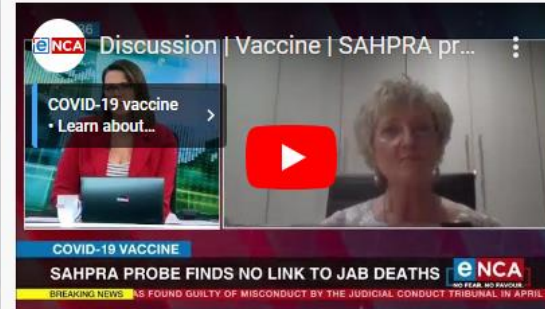 eNCA Discussion | Vaccine | SAHPRA pr...
COVID-19 vaccine
• Learn about...
COVID-19 VACCINE
SAHPRA PROBE FINDS NO LINK TO JAB DEATHS
eNCA
NO FEAR. NO FAVOUR.
BREAKING NEWS AS FOUND GUILTY OF MISCONDUCT BY THE JUDICIAL CONDUCT TRIBUNAL IN APRIL